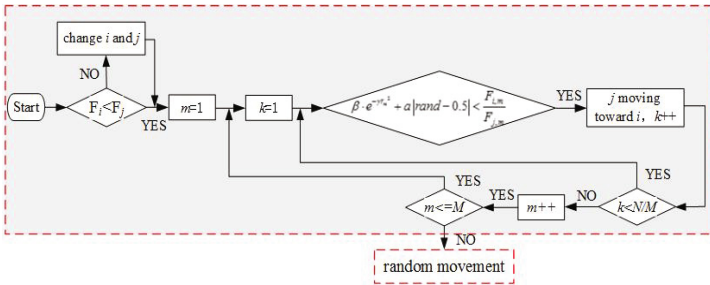 change i and j
NO
Start
F_i<F_j
YES
m=1
k=1
β·e^{-γr_m^2}+a|rand-0.5|<F_{i,m}/F_{j,m}
YES
j moving
toward i, k++
YES
YES
m<=M
YES
m++
NO
k<N/M
NO
random movement